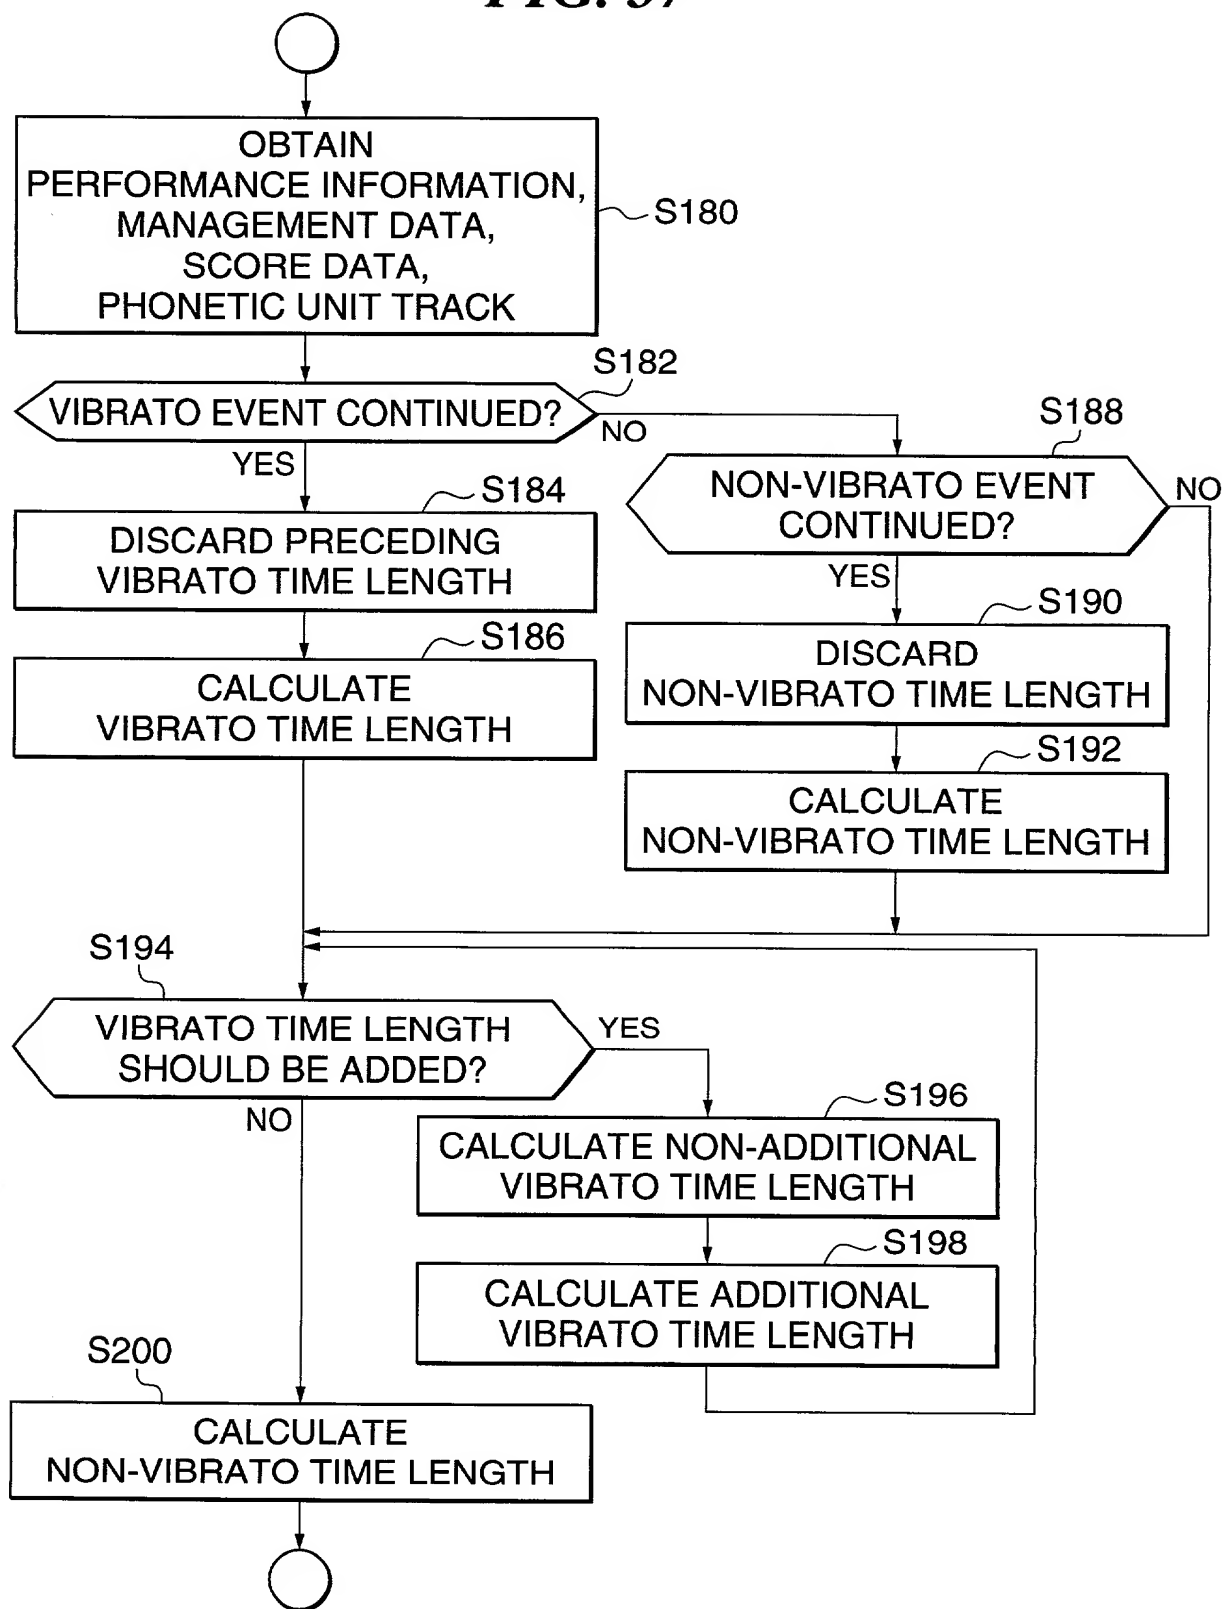 OBTAIN
PERFORMANCE INFORMATION,
MANAGEMENT DATA,
SCORE DATA,
PHONETIC UNIT TRACK
S180
S182
VIBRATO EVENT CONTINUED?
NO
YES
S188
NON-VIBRATO EVENT
CONTINUED?
NO
YES
S184
DISCARD PRECEDING
VIBRATO TIME LENGTH
S190
DISCARD
NON-VIBRATO TIME LENGTH
S186
CALCULATE
VIBRATO TIME LENGTH
S192
CALCULATE
NON-VIBRATO TIME LENGTH
S194
VIBRATO TIME LENGTH
SHOULD BE ADDED?
YES
NO
S196
CALCULATE NON-ADDITIONAL
VIBRATO TIME LENGTH
S198
CALCULATE ADDITIONAL
VIBRATO TIME LENGTH
S200
CALCULATE
NON-VIBRATO TIME LENGTH